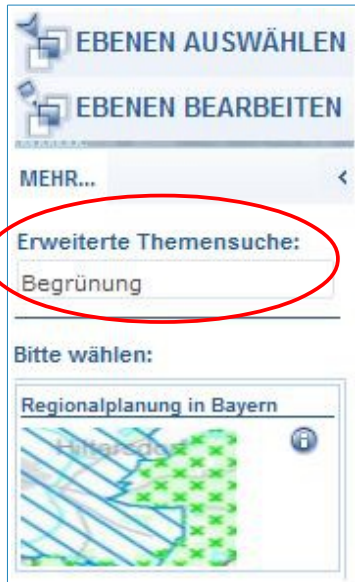 EBENEN AUSWÄHLEN
EBENEN BEARBEITEN
MEHR...
Erweiterte Themensuche:
Begrünung
Bitte wählen:
Regionalplanung in Bayern